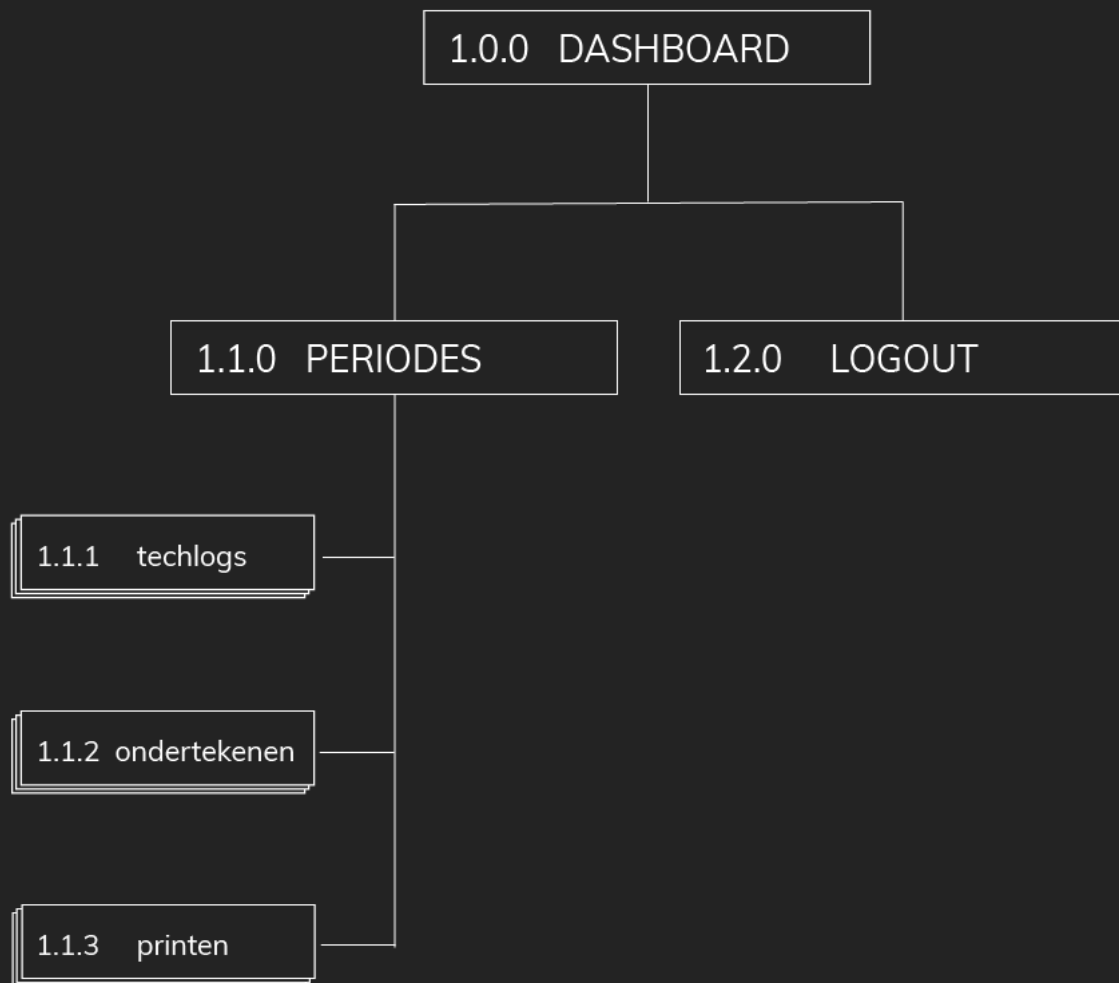 1.0.0 DASHBOARD
1.1.0 PERIODES
1.2.0 LOGOUT
1.1.1 techlogs
1.1.2 ondertekenen
1.1.3 printen